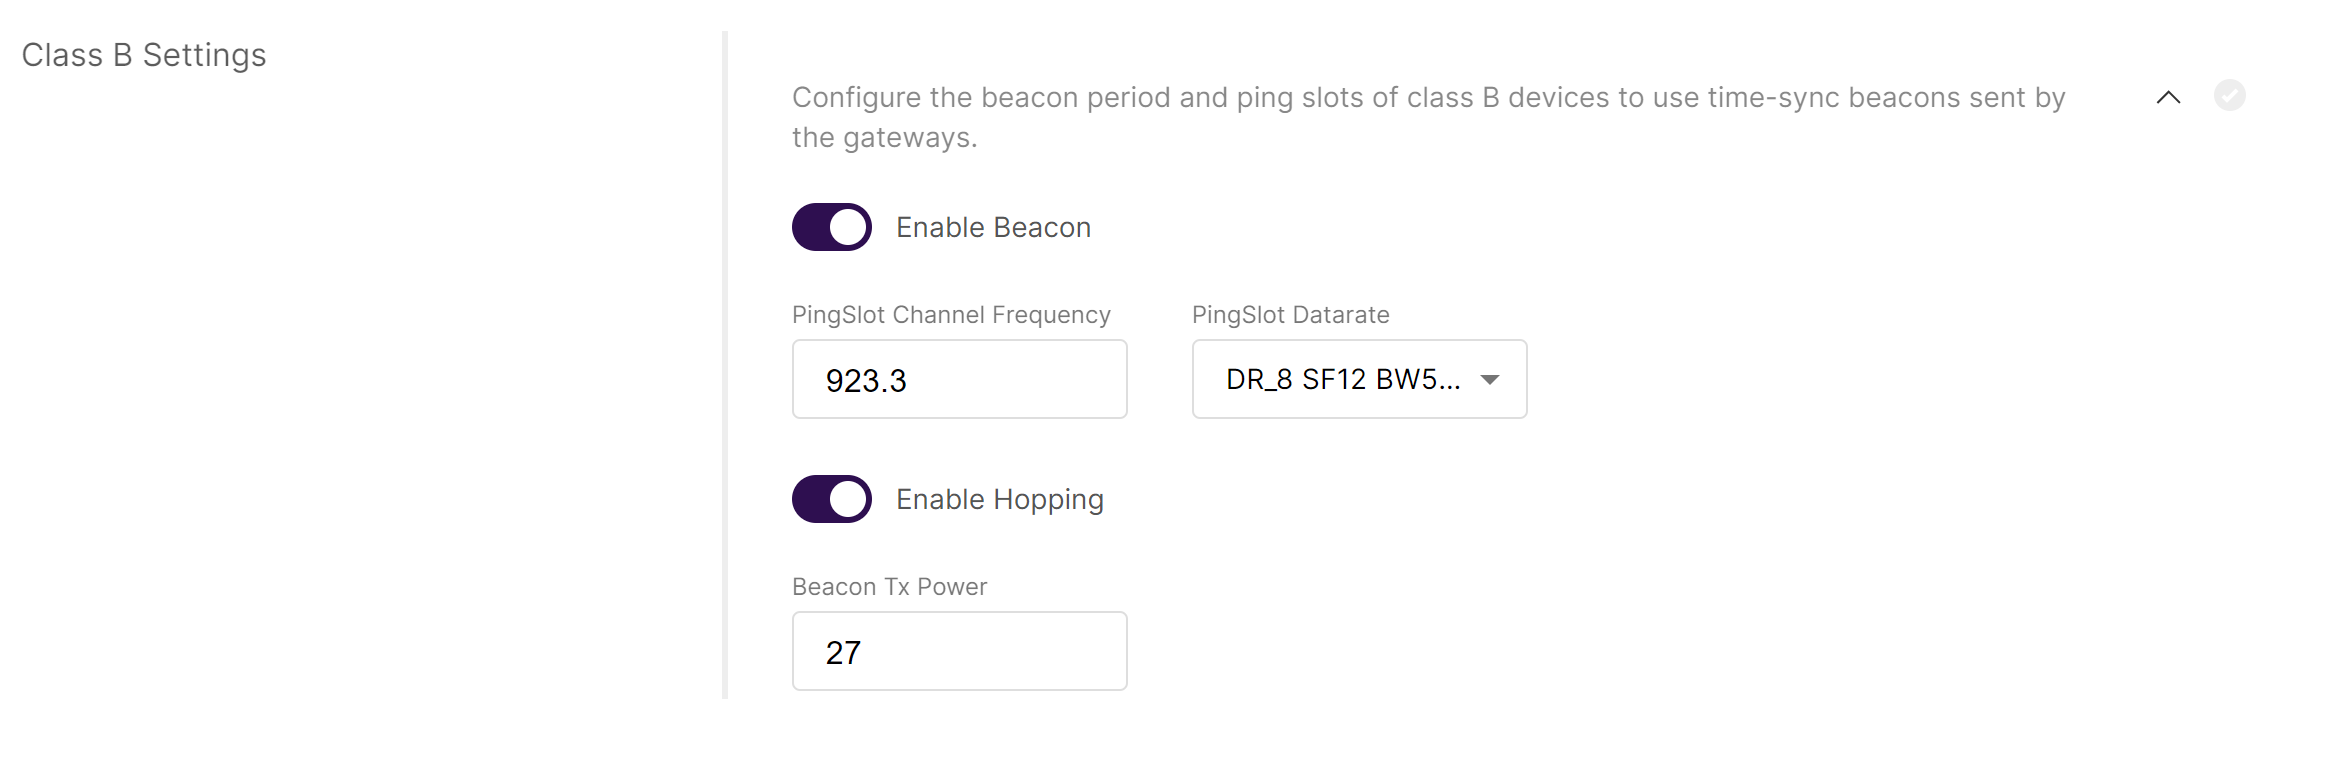 Class B Settings
Configure the beacon period and ping slots of class B devices to use time-sync beacons sent by
the gateways.
Enable Beacon
PingSlot Channel Frequency
PingSlot Datarate
923.3
DR_8 SF12 BW5...
Enable Hopping
Beacon Tx Power
27